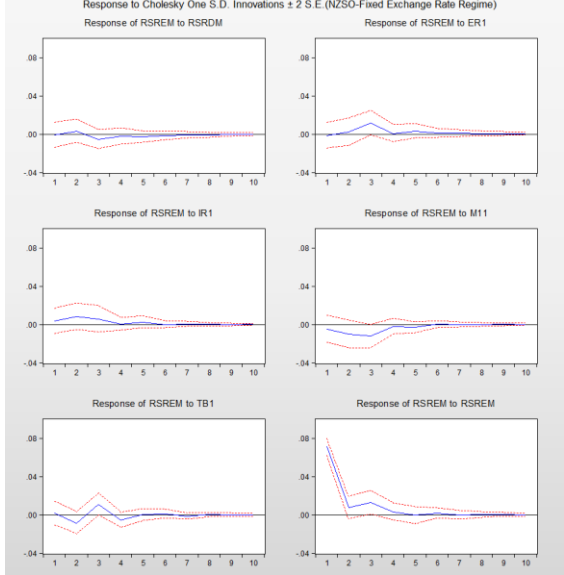 Response to Cholesky One S.D. Innovations ± 2 S.E.(NZSO-Fixed Exchange Rate Regime)
Response of RSREM to RSRDM
Response of RSREM to ER1
.08
.04
.00
-.04
1 2 3 4 5 6 7 8 9 10
.08
.04
.00
-.04
1 2 3 4 5 6 7 8 9 10
Response of RSREM to IR1
Response of RSREM to M11
.08
.04
.00
-.04
1 2 3 4 5 6 7 8 9 10
.08
.04
.00
-.04
1 2 3 4 5 6 7 8 9 10
Response of RSREM to TB1
Response of RSREM to RSREM
.08
.04
.00
-.04
1 2 3 4 5 6 7 8 9 10
.08
.04
.00
-.04
1 2 3 4 5 6 7 8 9 10